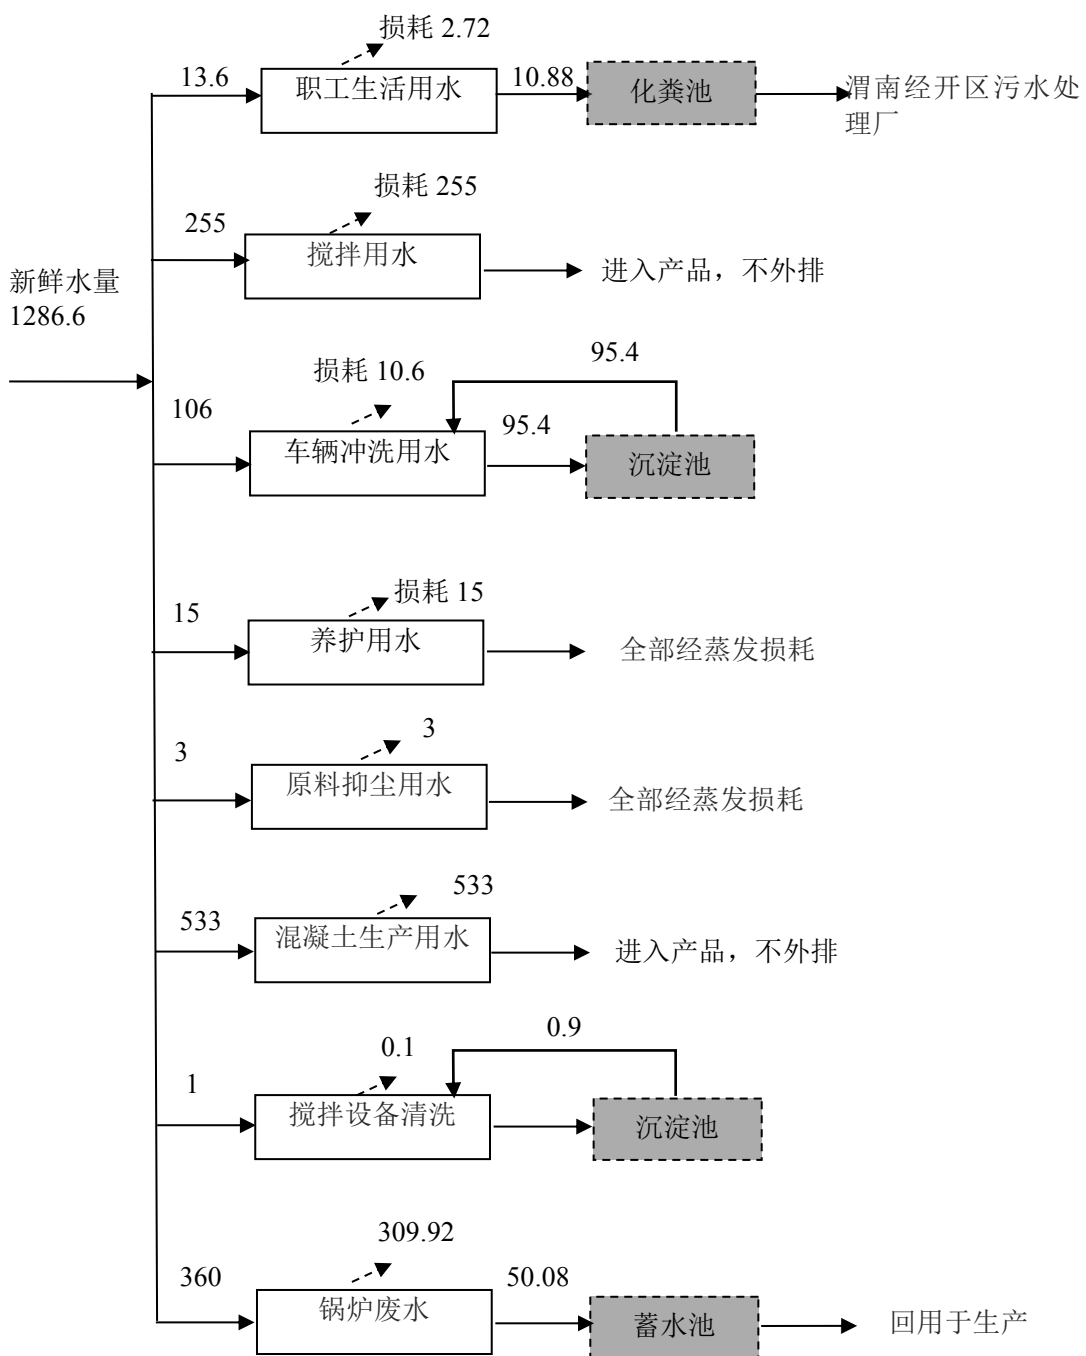 损耗 2.72
13.6
职工生活用水
10.88
化粪池
渭南经开区污水处
理厂
损耗 255
255
搅拌用水
进入产品，不外排
新鲜水量
1286.6
损耗 10.6
95.4
106
车辆冲洗用水
95.4
沉淀池
损耗 15
15
养护用水
全部经蒸发损耗
3
3
原料抑尘用水
全部经蒸发损耗
533
533
混凝土生产用水
进入产品，不外排
0.9
0.1
1
搅拌设备清洗
沉淀池
309.92
360
锅炉废水
50.08
蓄水池
回用于生产